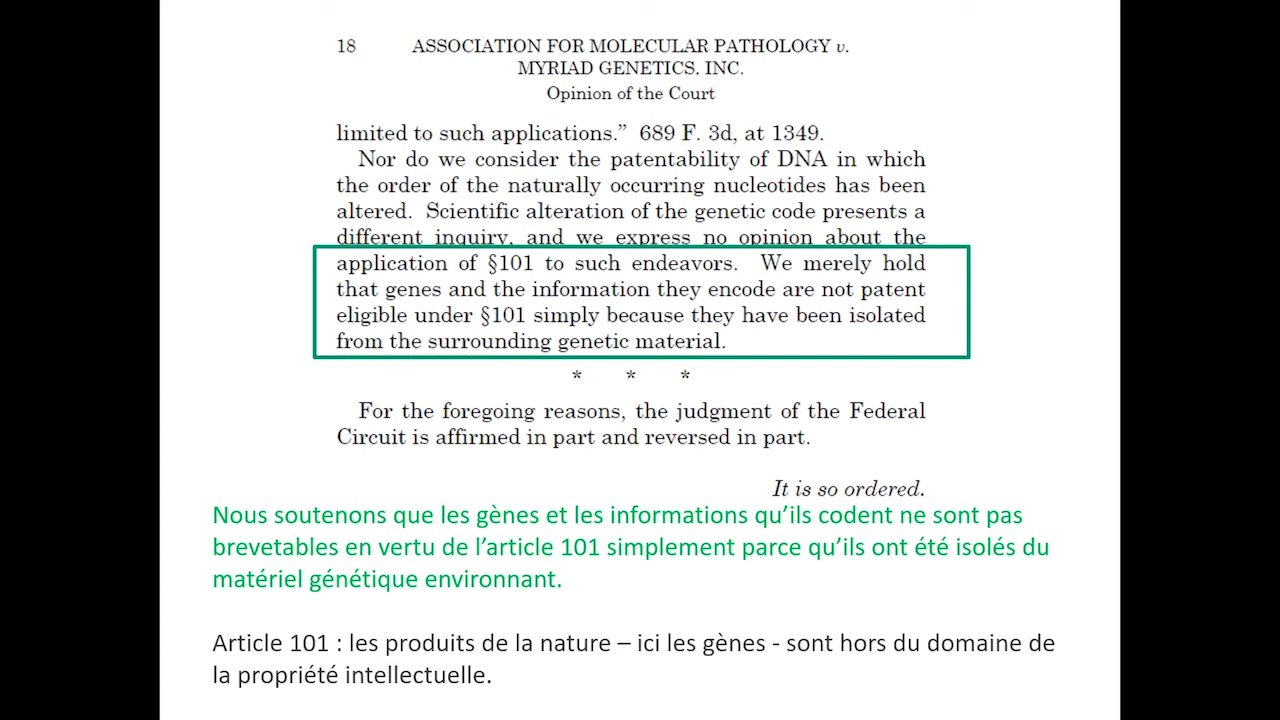 18 ASSOCIATION FOR MOLECULAR PATHOLOGY v.
MYRIAD GENETICS, INC.
Opinion of the Court
limited to such applications.” 689 F. 3d, at 1349.
Nor do we consider the patentability of DNA in which
the order of the naturally occurring nucleotides has been
altered. Scientific alteration of the genetic code presents a
different inquiry, and we express no opinion about the
application of §101 to such endeavors. We merely hold
that genes and the information they encode are not patent
eligible under §101 simply because they have been isolated
from the surrounding genetic material.
* * *
For the foregoing reasons, the judgment of the Federal
Circuit is affirmed in part and reversed in part.
It is so ordered.
Nous soutenons que les gènes et les informations qu’ils codent ne sont pas
brevetables en vertu de l’article 101 simplement parce qu’ils ont été isolés du
matériel génétique environnant.
Article 101 : les produits de la nature – ici les gènes - sont hors du domaine de
la propriété intellectuelle.